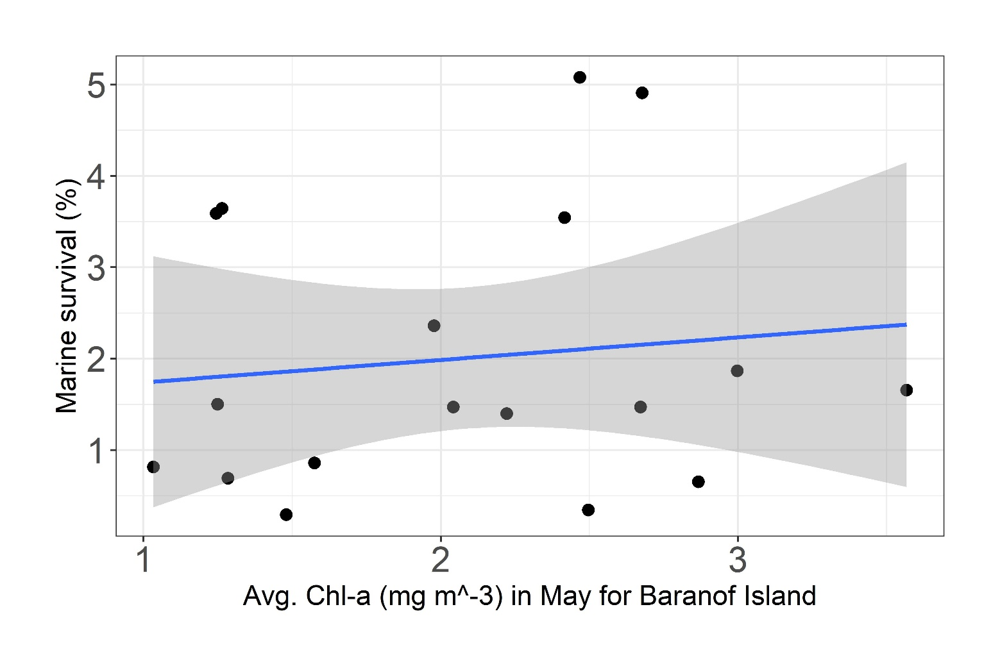 5
4
3
2
1
Marine survival (%)
1 2 3
Avg. Chl-a (mg m^-3) in May for Baranof Island